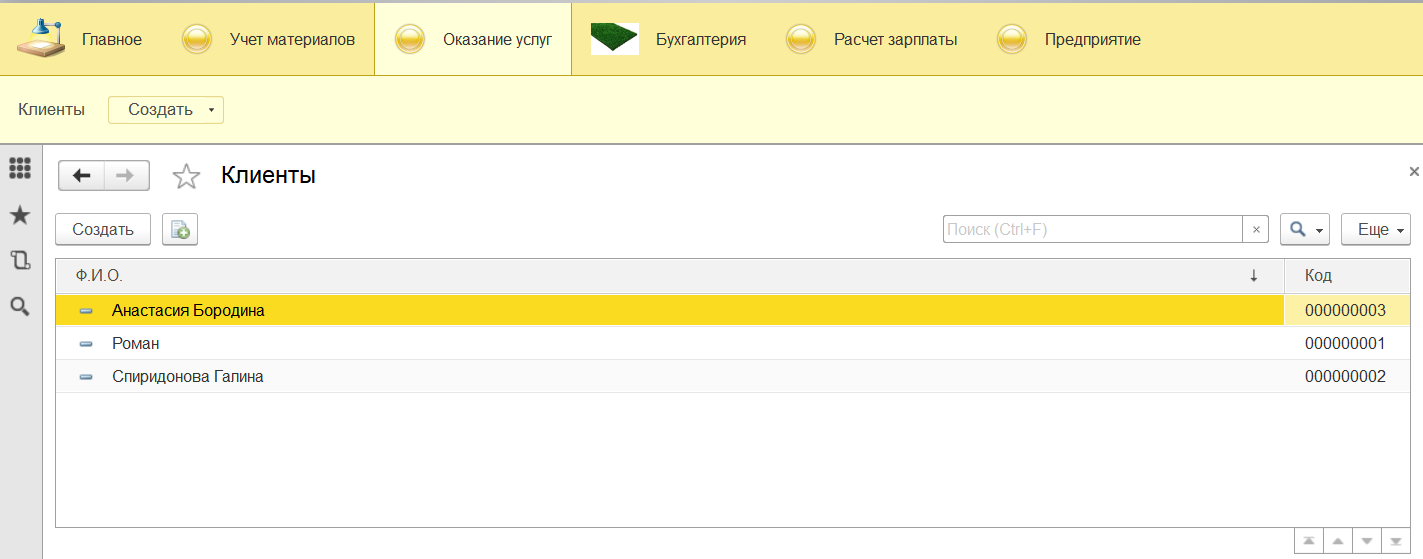 Главное Учет материалов Оказание услуг Бухгалтерия Расчет зарплаты Предприятие
Клиенты Создать
Клиенты
Создать Поиск (Ctrl+F) Еще
Ф.И.О. Код
Анастасия Бородина 000000003
Роман 000000001
Спиридонова Галина 000000002